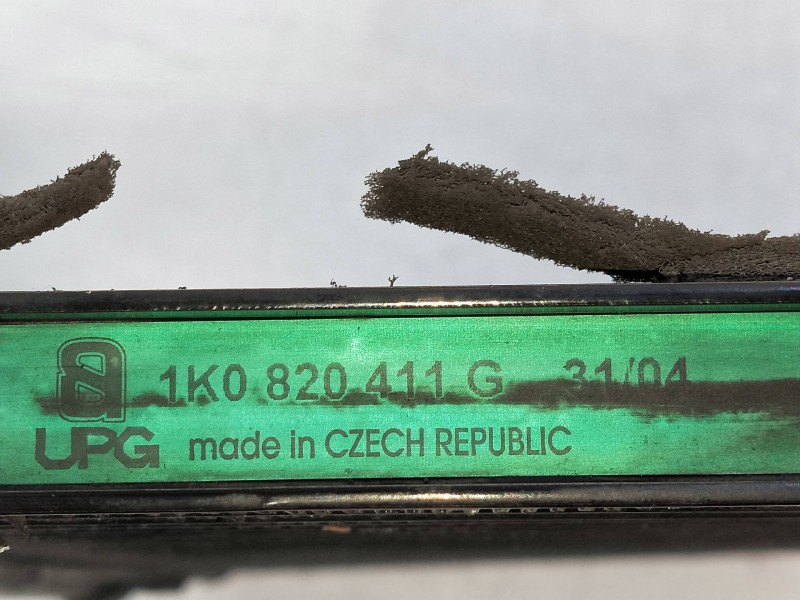 1K0 820 411 G 31/04
UPG made in CZECH REPUBLIC